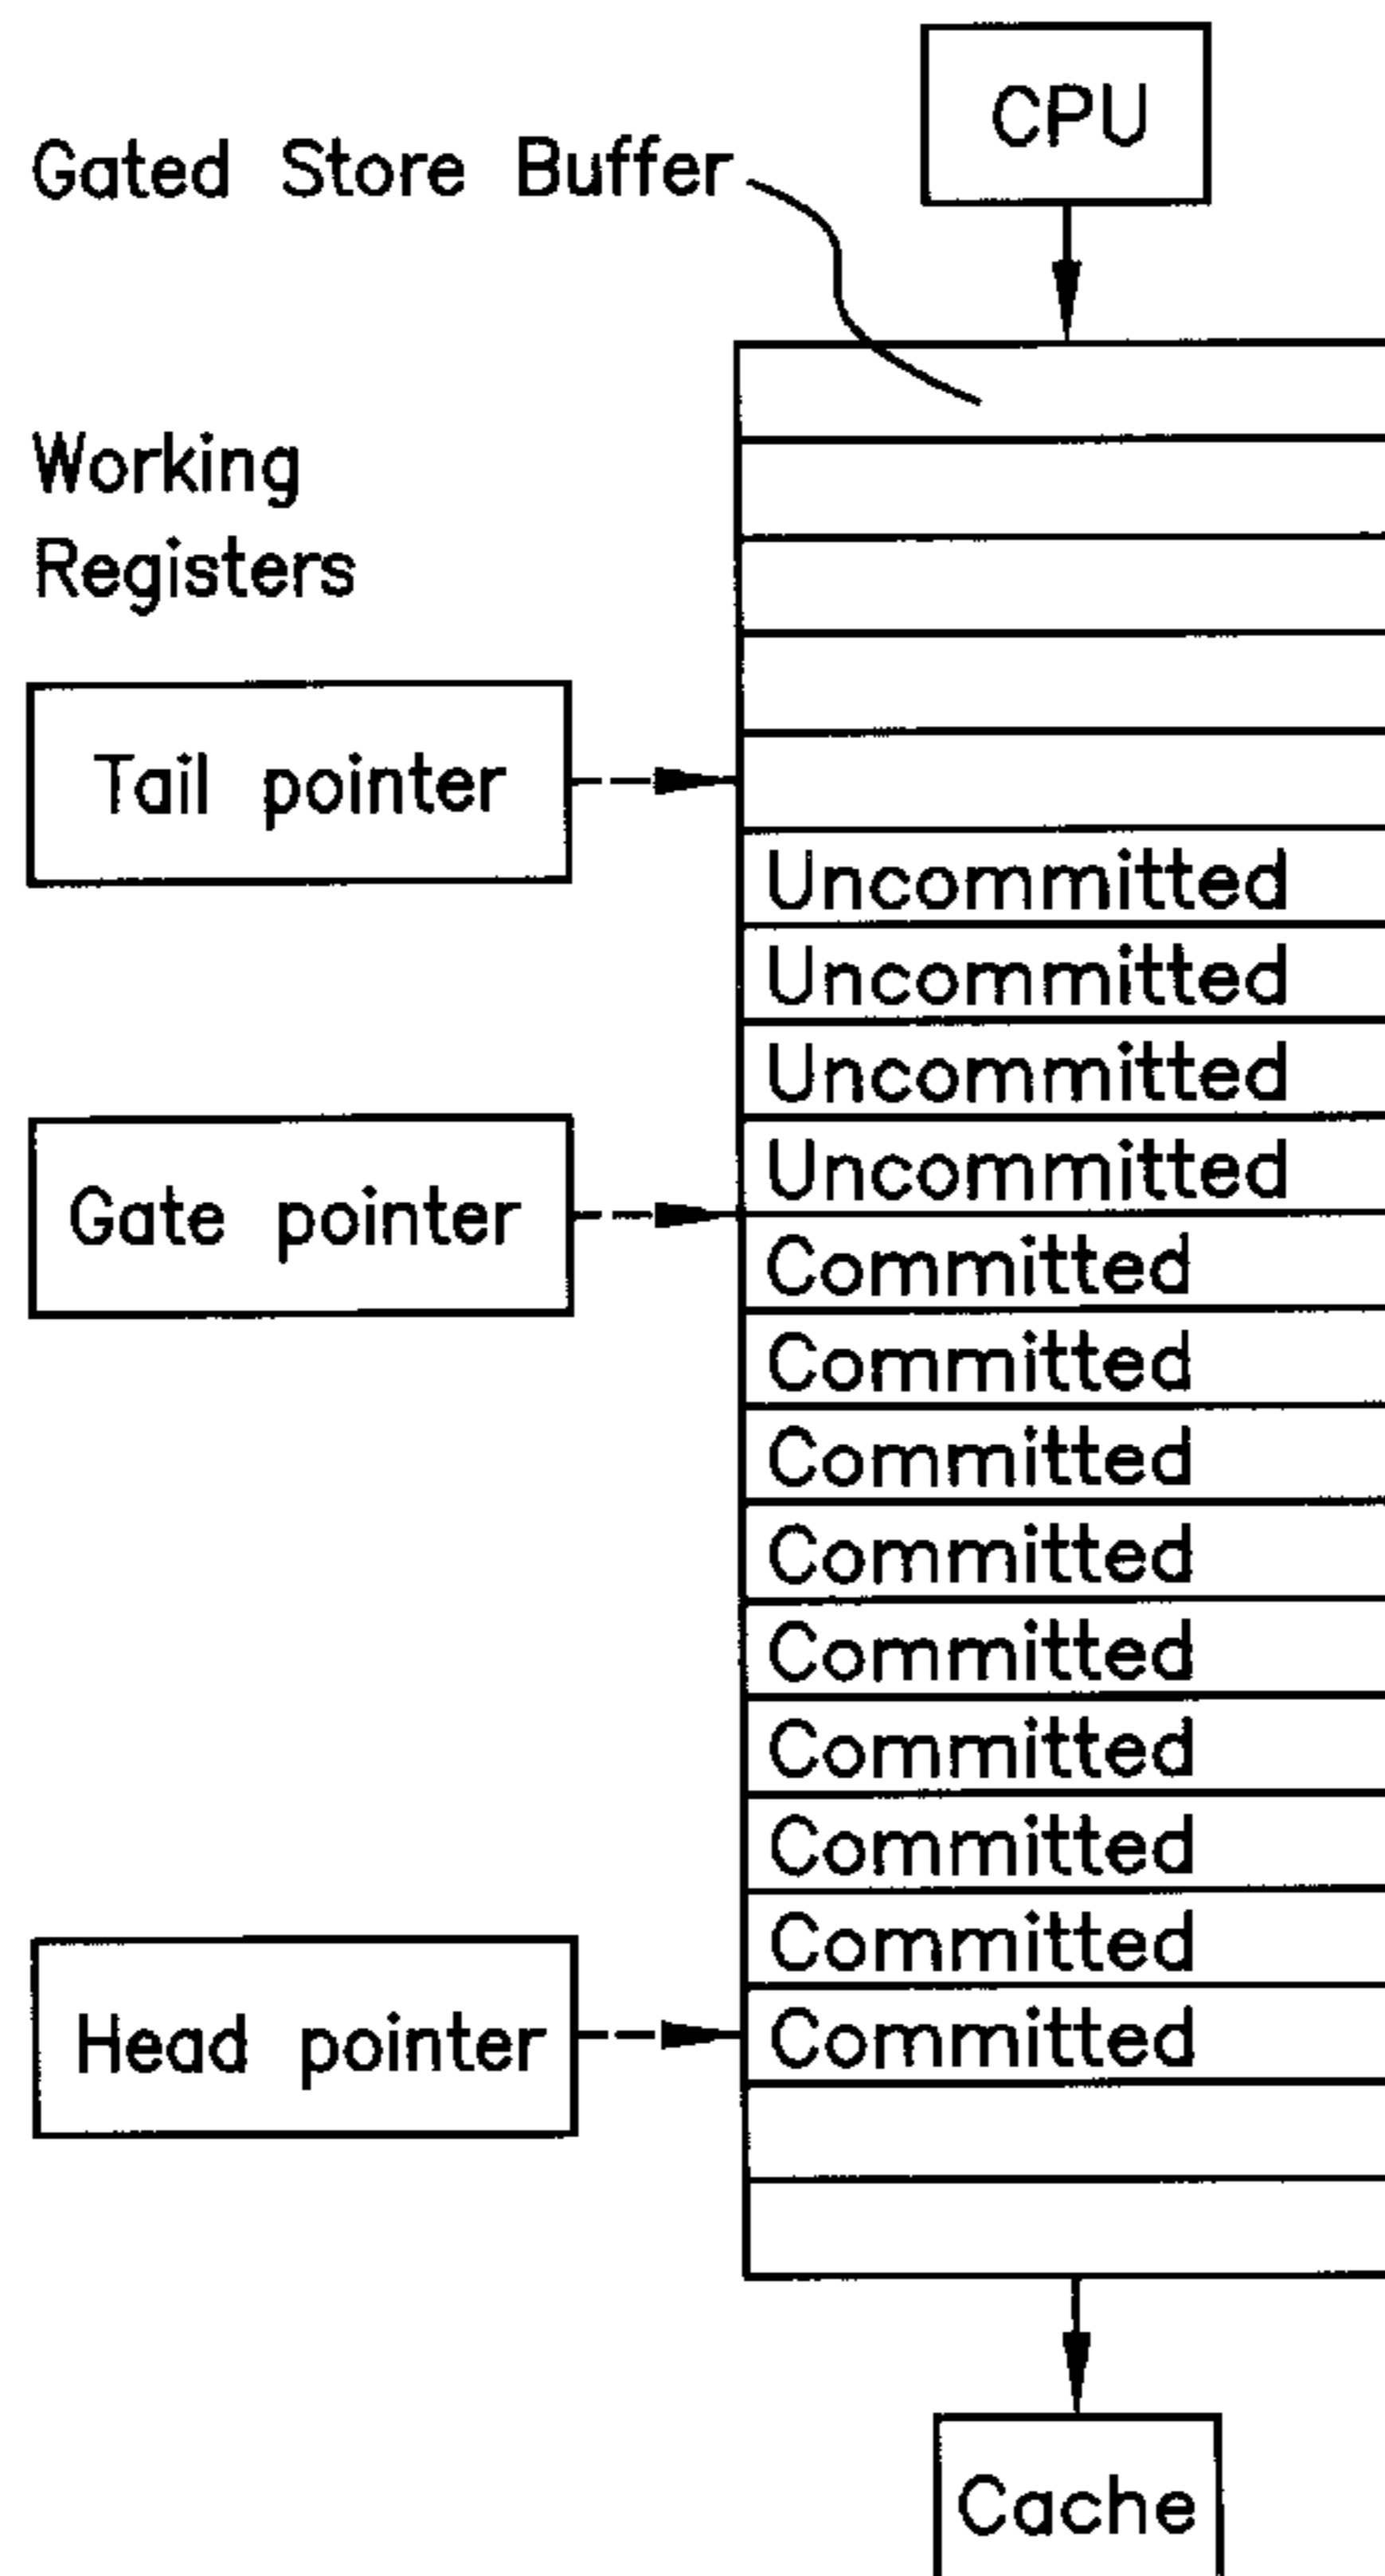 CPU
Gated Store Buffer
Working
Registers
Tail pointer
Uncommitted
Uncommitted
Uncommitted
Uncommitted
Gate pointer
Committed
Committed
Committed
Committed
Committed
Committed
Committed
Committed
Committed
Head pointer
Cache